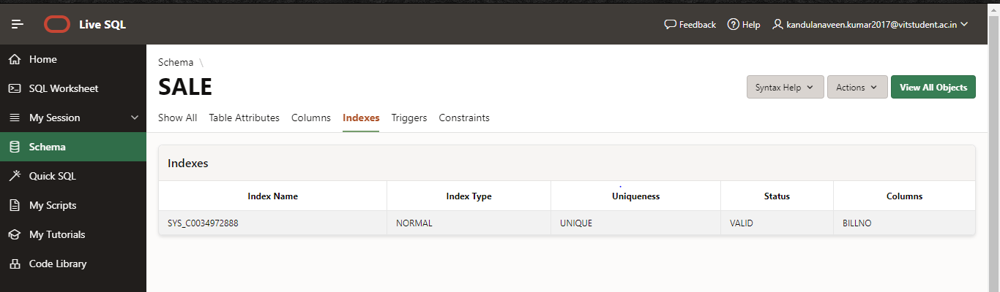 Live SQL
Feedback Help kandulanaveen.kumar2017@vitstudent.ac.in
Home
SQL Worksheet
My Session
Schema
Quick SQL
My Scripts
My Tutorials
Code Library
Schema \
SALE
Syntax Help Actions View All Objects
Show All Table Attributes Columns Indexes Triggers Constraints
Indexes
Index Name Index Type Uniqueness Status Columns
SYS_C0034972888 NORMAL UNIQUE VALID BILLNO